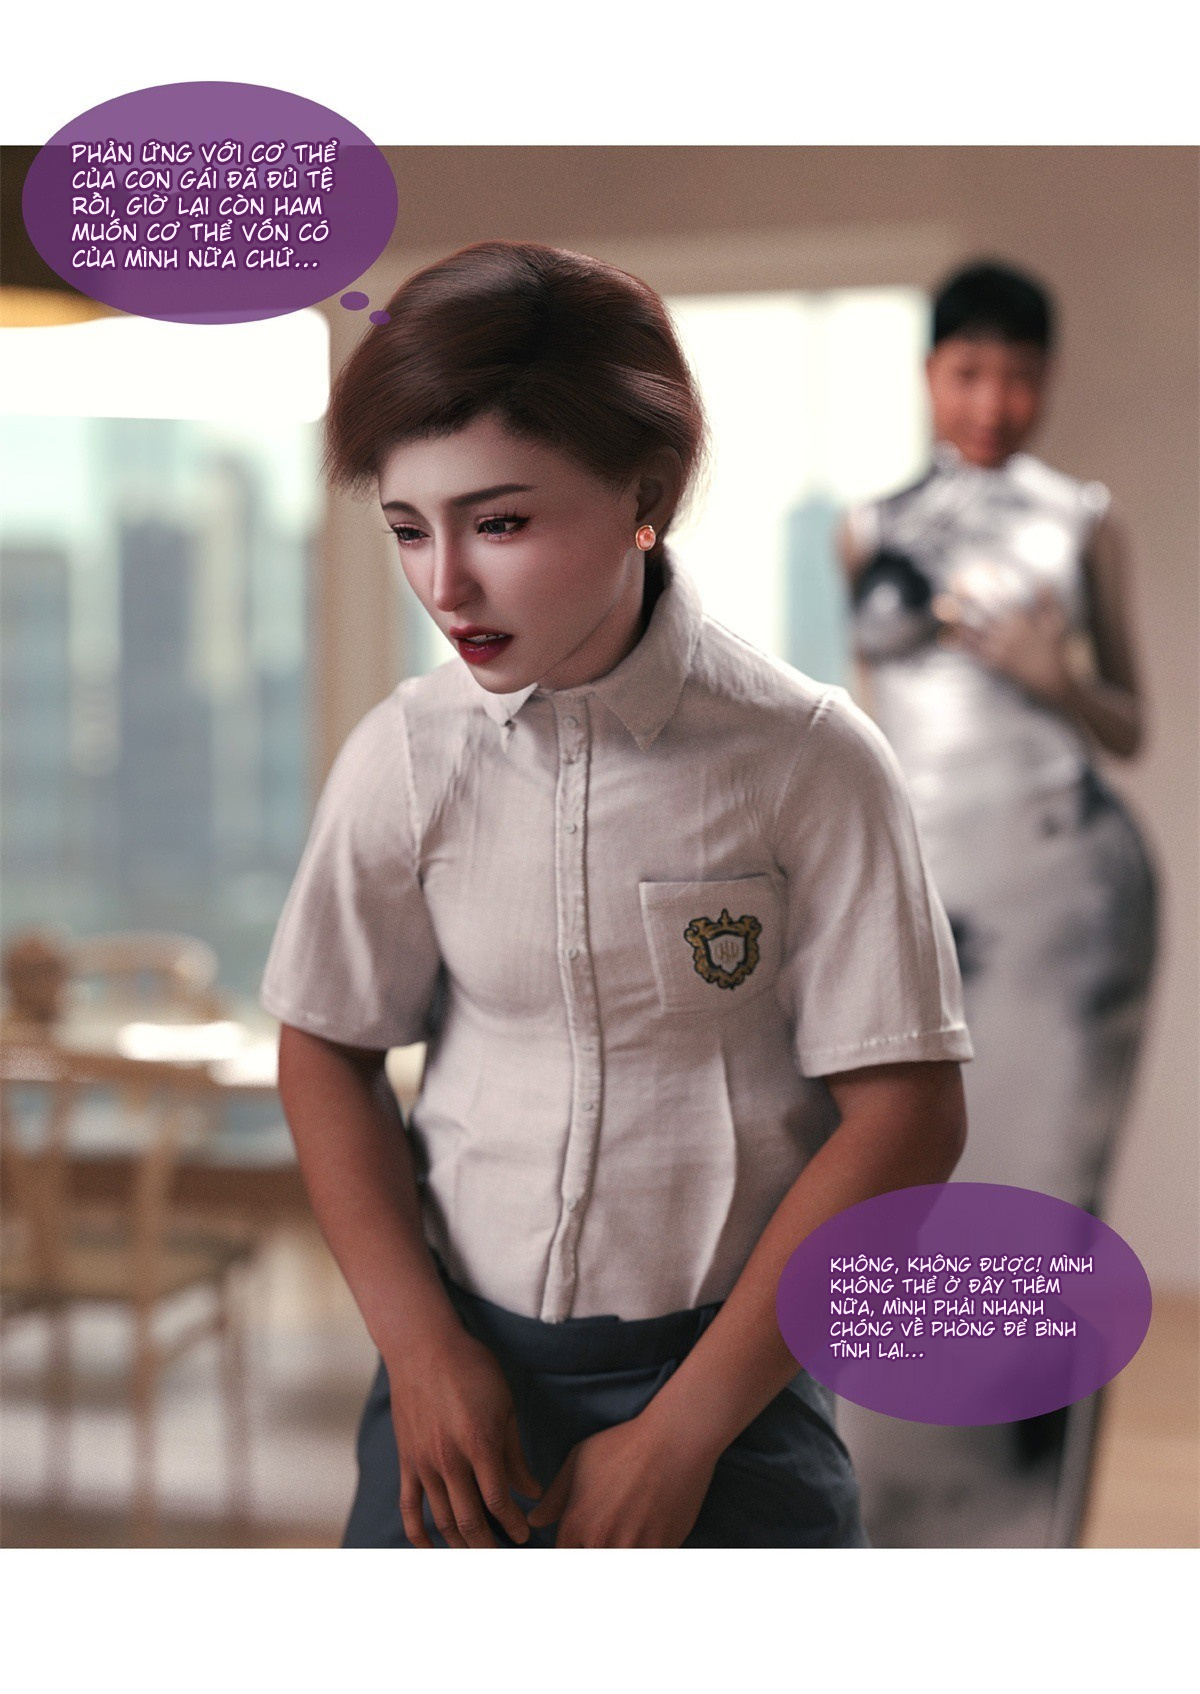 PHẢN ỨNG VỚI CƠ THỂ
CỦA CON GÁI ĐÃ ĐỦ TỆ
RỒI, GIỜ LẠI CÒN HAM
MUỐN CƠ THỂ VỐN CÓ
CỦA MÌNH NỮA CHỨ...
KHÔNG, KHÔNG ĐƯỢC! MÌNH
KHÔNG THỂ Ở ĐÂY THÊM
NỮA, MÌNH PHẢI NHANH
CHÓNG VỀ PHÒNG ĐỂ BÌNH
TĨNH LẠI...